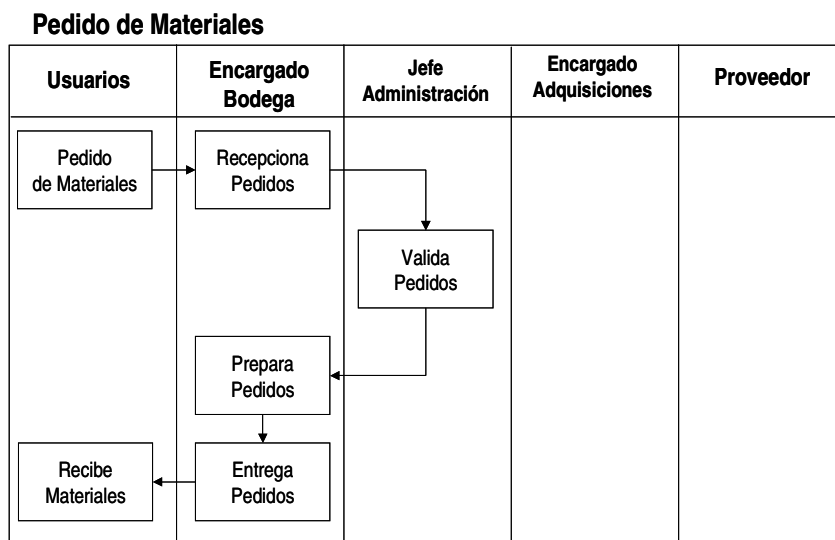 Pedido de Materiales
Usuarios
Encargado
Bodega
Jefe
Administración
Encargado
Adquisiciones
Proveedor
Pedido
de Materiales
Recepciona
Pedidos
Valida
Pedidos
Prepara
Pedidos
Recibe
Materiales
Entrega
Pedidos